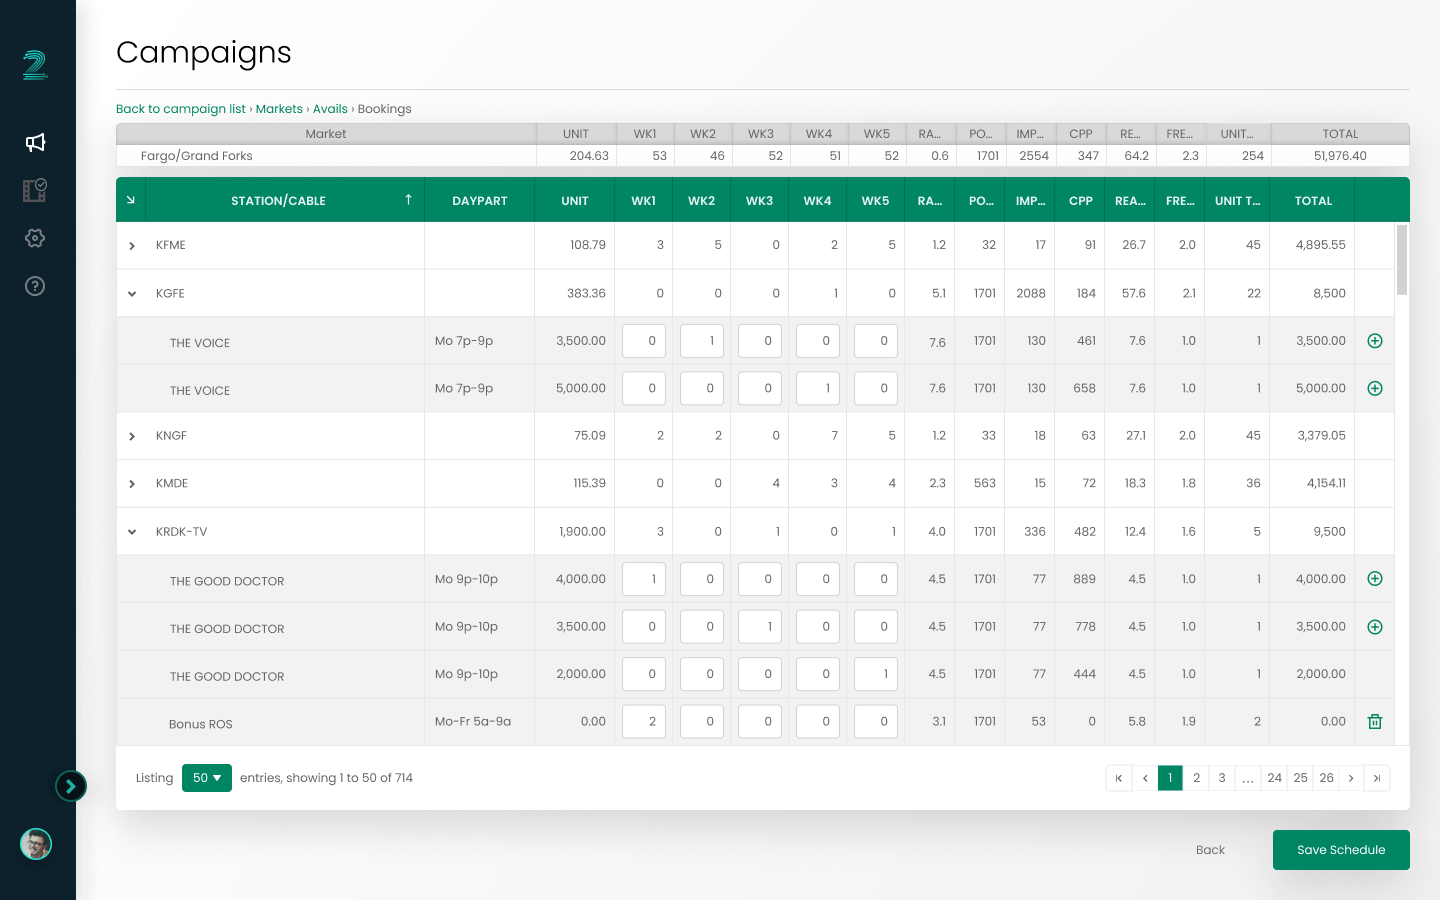 Campaigns
Back to campaign list › Markets › Avails › Bookings
Market UNIT WK1 WK2 WK3 WK4 WK5 RA... PO... IMP... CPP RE... FRE... UNIT... TOTAL
Fargo/Grand Forks 204.63 53 46 52 51 52 0.6 1701 2554 347 64.2 2.3 254 51,976.40
STATION/CABLE ↑ DAYPART UNIT WK1 WK2 WK3 WK4 WK5 RA... PO... IMP... CPP REA... FRE... UNIT T... TOTAL
KFME 108.79 3 5 0 2 5 1.2 32 17 91 26.7 2.0 45 4,895.55
KGFE 383.36 0 0 0 1 0 5.1 1701 2088 184 57.6 2.1 22 8,500
THE VOICE Mo 7p-9p 3,500.00 0 1 0 0 0 7.6 1701 130 461 7.6 1.0 1 3,500.00
THE VOICE Mo 7p-9p 5,000.00 0 0 0 1 0 7.6 1701 130 658 7.6 1.0 1 5,000.00
KNGF 75.09 2 2 0 7 5 1.2 33 18 63 27.1 2.0 45 3,379.05
KMDE 115.39 0 0 4 3 4 2.3 563 15 72 18.3 1.8 36 4,154.11
KRDK-TV 1,900.00 3 0 1 0 1 4.0 1701 336 482 12.4 1.6 5 9,500
THE GOOD DOCTOR Mo 9p-10p 4,000.00 1 0 0 0 0 4.5 1701 77 889 4.5 1.0 1 4,000.00
THE GOOD DOCTOR Mo 9p-10p 3,500.00 0 0 1 0 0 4.5 1701 77 778 4.5 1.0 1 3,500.00
THE GOOD DOCTOR Mo 9p-10p 2,000.00 0 0 0 0 1 4.5 1701 77 444 4.5 1.0 1 2,000.00
Bonus ROS Mo-Fr 5a-9a 0.00 2 0 0 0 0 3.1 1701 53 0 5.8 1.9 2 0.00
Listing 50 entries, showing 1 to 50 of 714 1 2 3 ... 24 25 26
Back Save Schedule